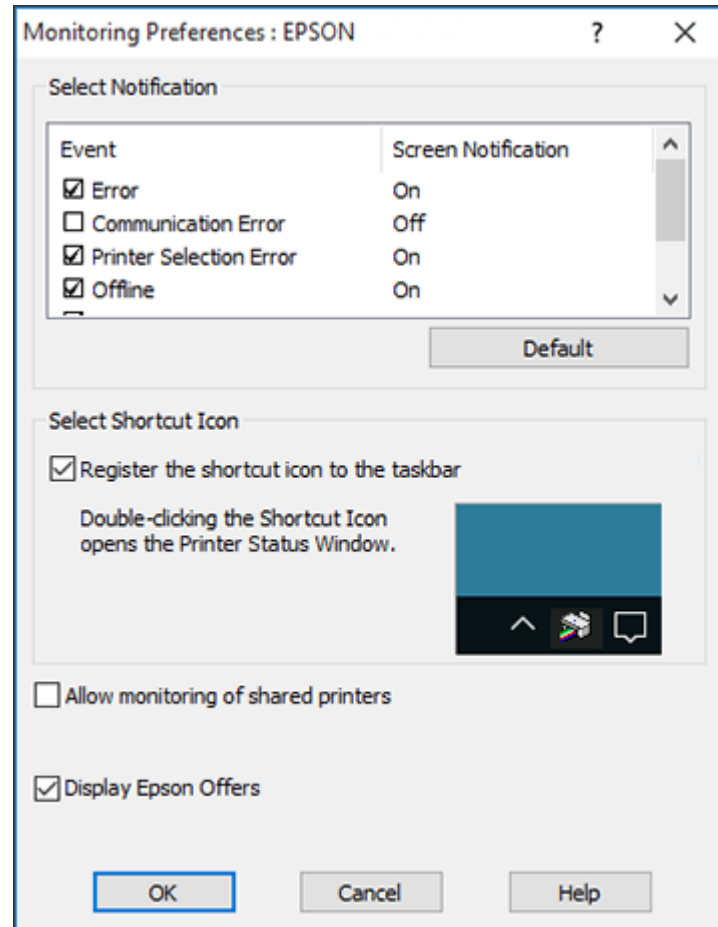 Monitoring Preferences : EPSON
Select Notification
Event Screen Notification
Error On
Communication Error Off
Printer Selection Error On
Offline On
Default
Select Shortcut Icon
Register the shortcut icon to the taskbar
Double-clicking the Shortcut Icon
opens the Printer Status Window.
Allow monitoring of shared printers
Display Epson Offers
OK Cancel Help